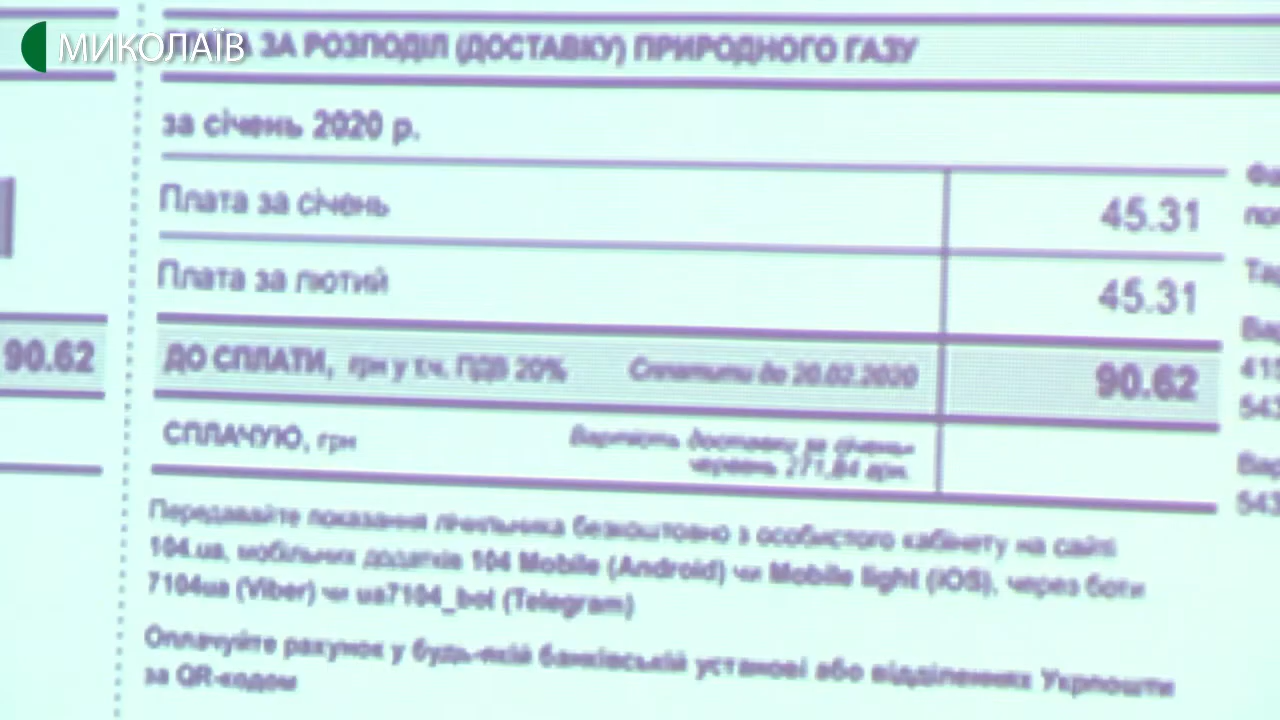 МИКОЛАЇВ
ЗА РОЗПОДІЛ (ДОСТАВКУ) ПРИРОДНОГО ГАЗУ
за січень 2020 р.
Плата за січень 45.31
Плата за лютий 45.31
90.62
ДО СПЛАТИ, грн у т.ч. ПДВ 20% Сплатити до 20.02.2020 90.62
СПЛАЧУЮ, грн Вартість доставки за січень-
червень 271,84 грн.
Передавайте показання лічильника безкоштовно з особистого кабінету на сайті
104.ua, мобільних додатків 104 Mobile (Android) чи Mobile light (iOS), через боти
7104ua (Viber) чи ua7104_bot (Telegram)
Оплачуйте рахунок у будь-якій банківській установі або відділеннях Укрпошти
за QR-кодом